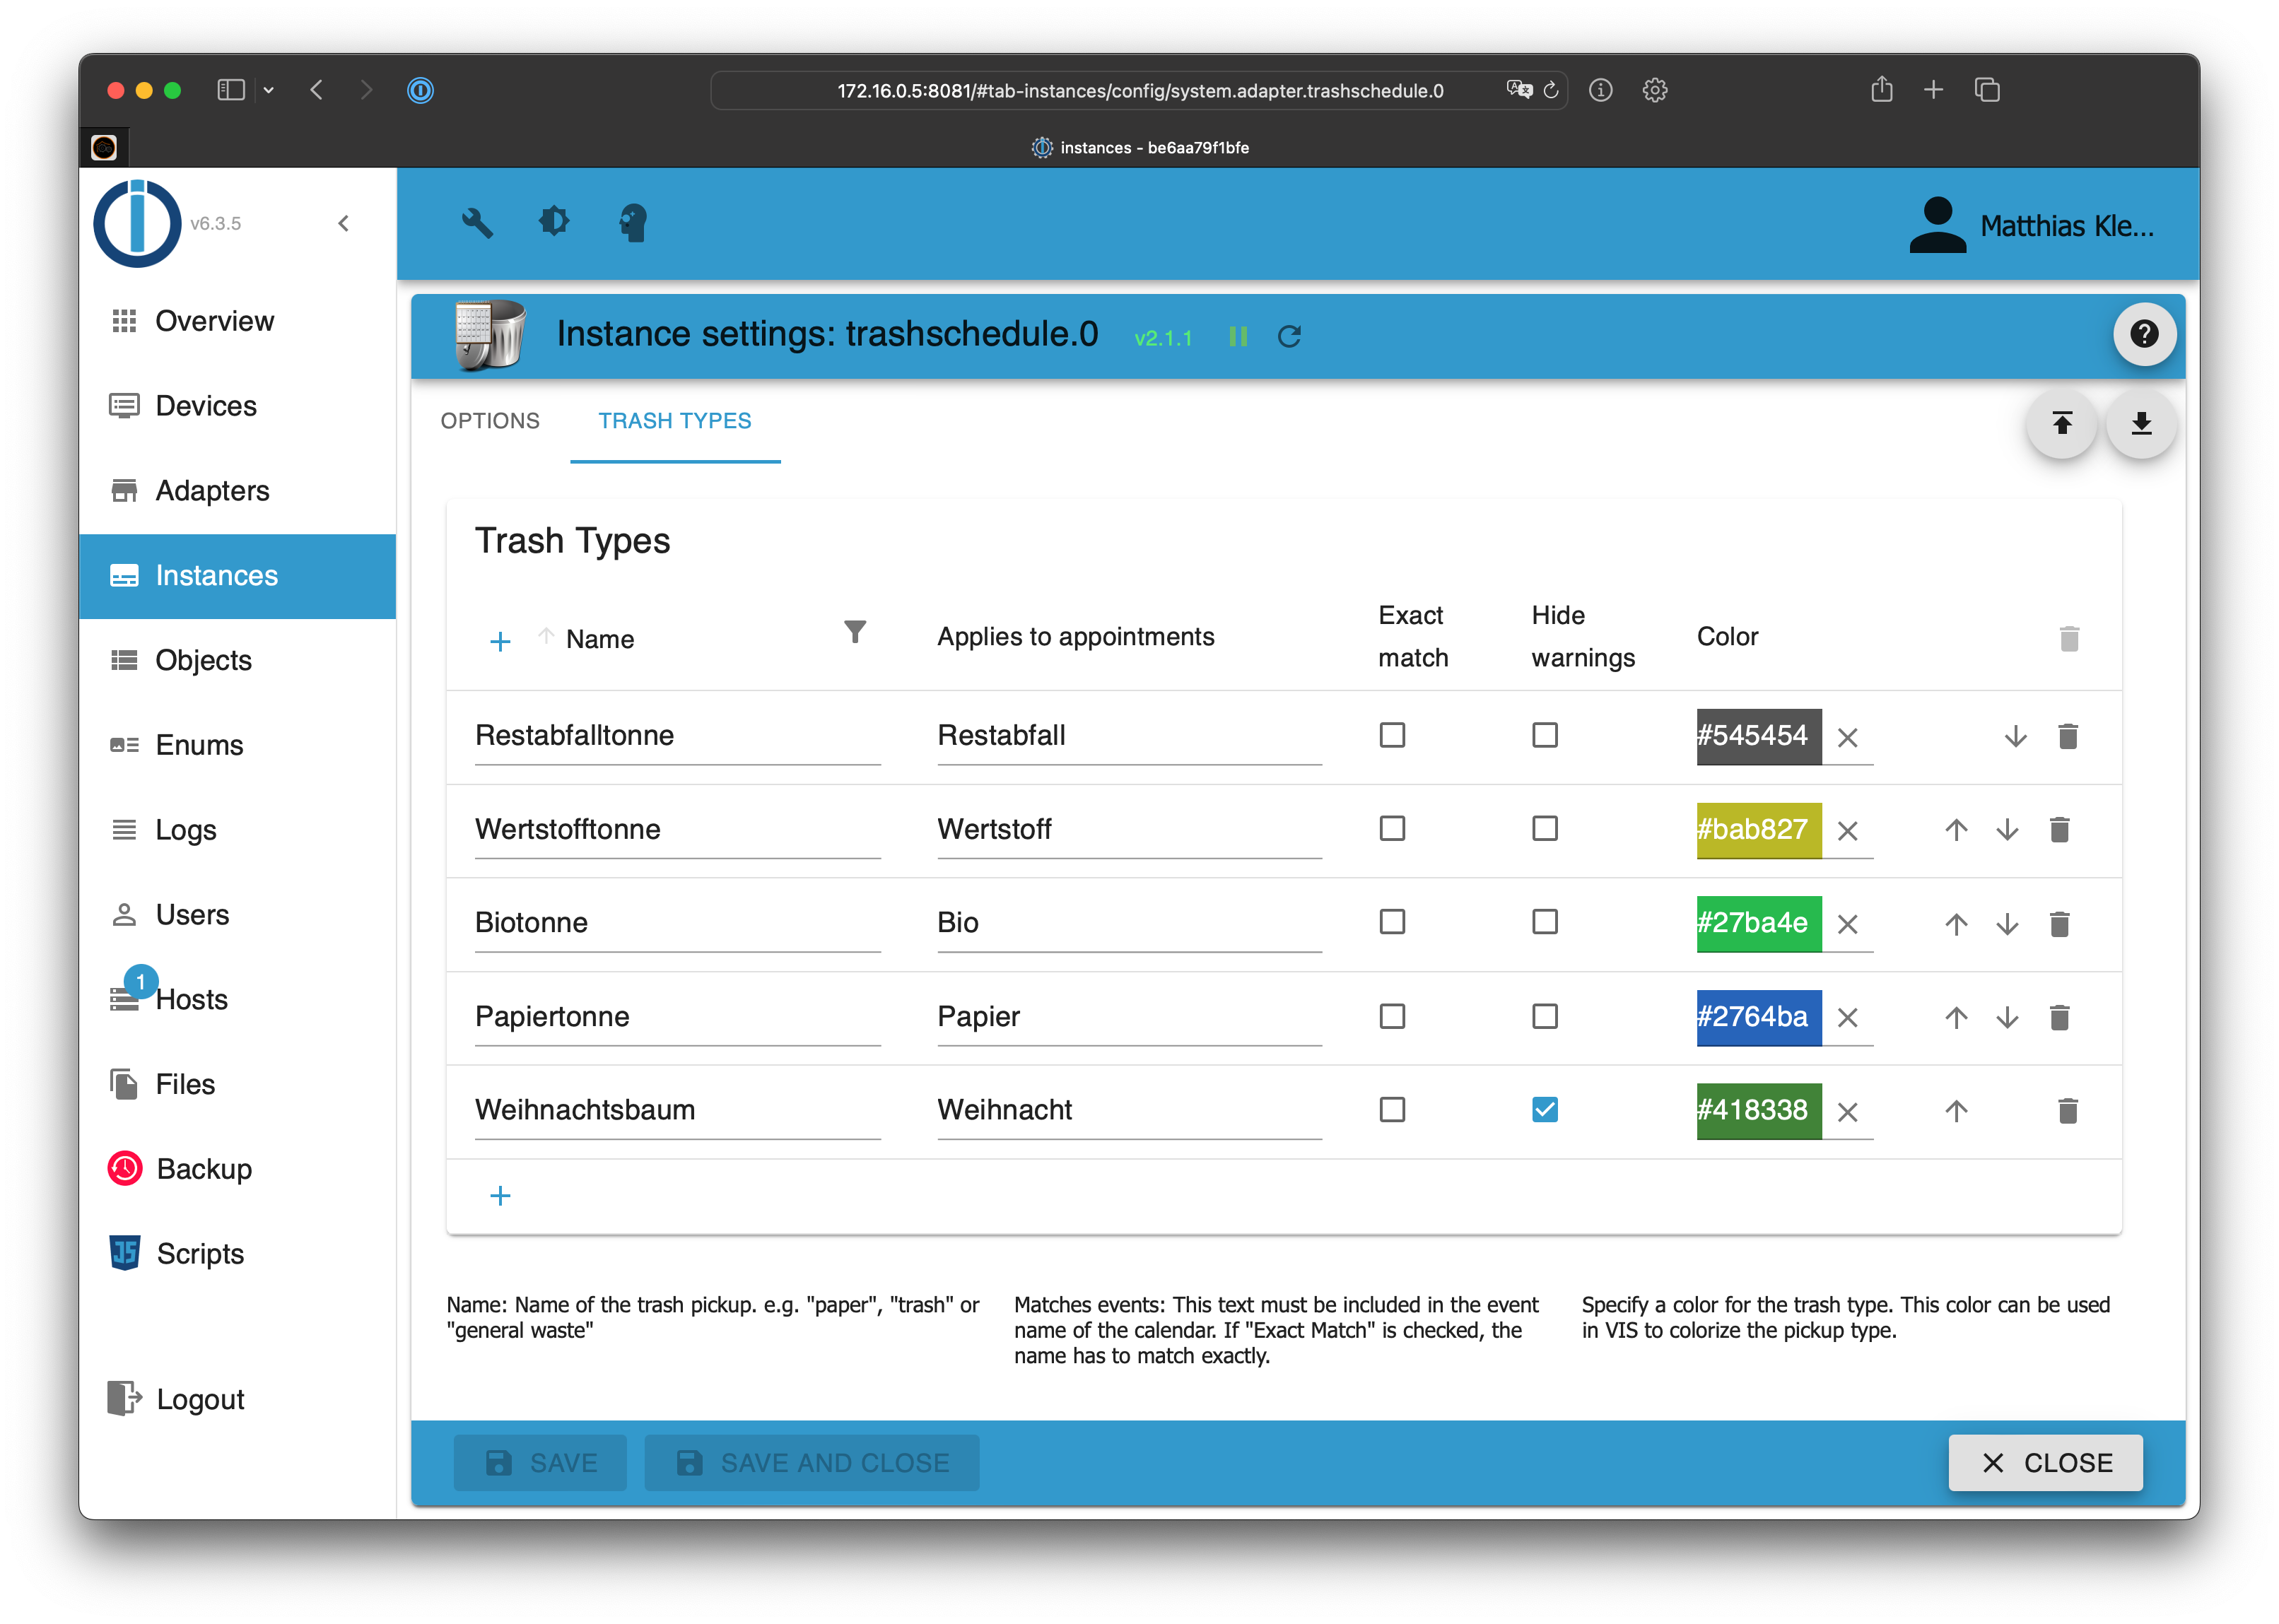 172.16.0.5:8081/#tab-instances/config/system.adapter.trashschedule.0
instances - be6aa79f1bfe
v6.3.5
Matthias Kle...
Overview
Devices
Adapters
Instances
Objects
Enums
Logs
Users
1
Hosts
Files
Backup
JS
Scripts
Logout
Instance settings: trashschedule.0
v2.1.1
?
OPTIONS
TRASH TYPES
Trash Types
Name
Applies to appointments
Exact match
Hide warnings
Color
Restabfalltonne
Restabfall
#545454
Wertstofftonne
Wertstoff
#bab827
Biotonne
Bio
#27ba4e
Papiertonne
Papier
#2764ba
Weihnachtsbaum
Weihnacht
#418338
Name: Name of the trash pickup. e.g. "paper", "trash" or
"general waste"
Matches events: This text must be included in the event
name of the calendar. If "Exact Match" is checked, the
name has to match exactly.
Specify a color for the trash type. This color can be used
in VIS to colorize the pickup type.
SAVE
SAVE AND CLOSE
CLOSE